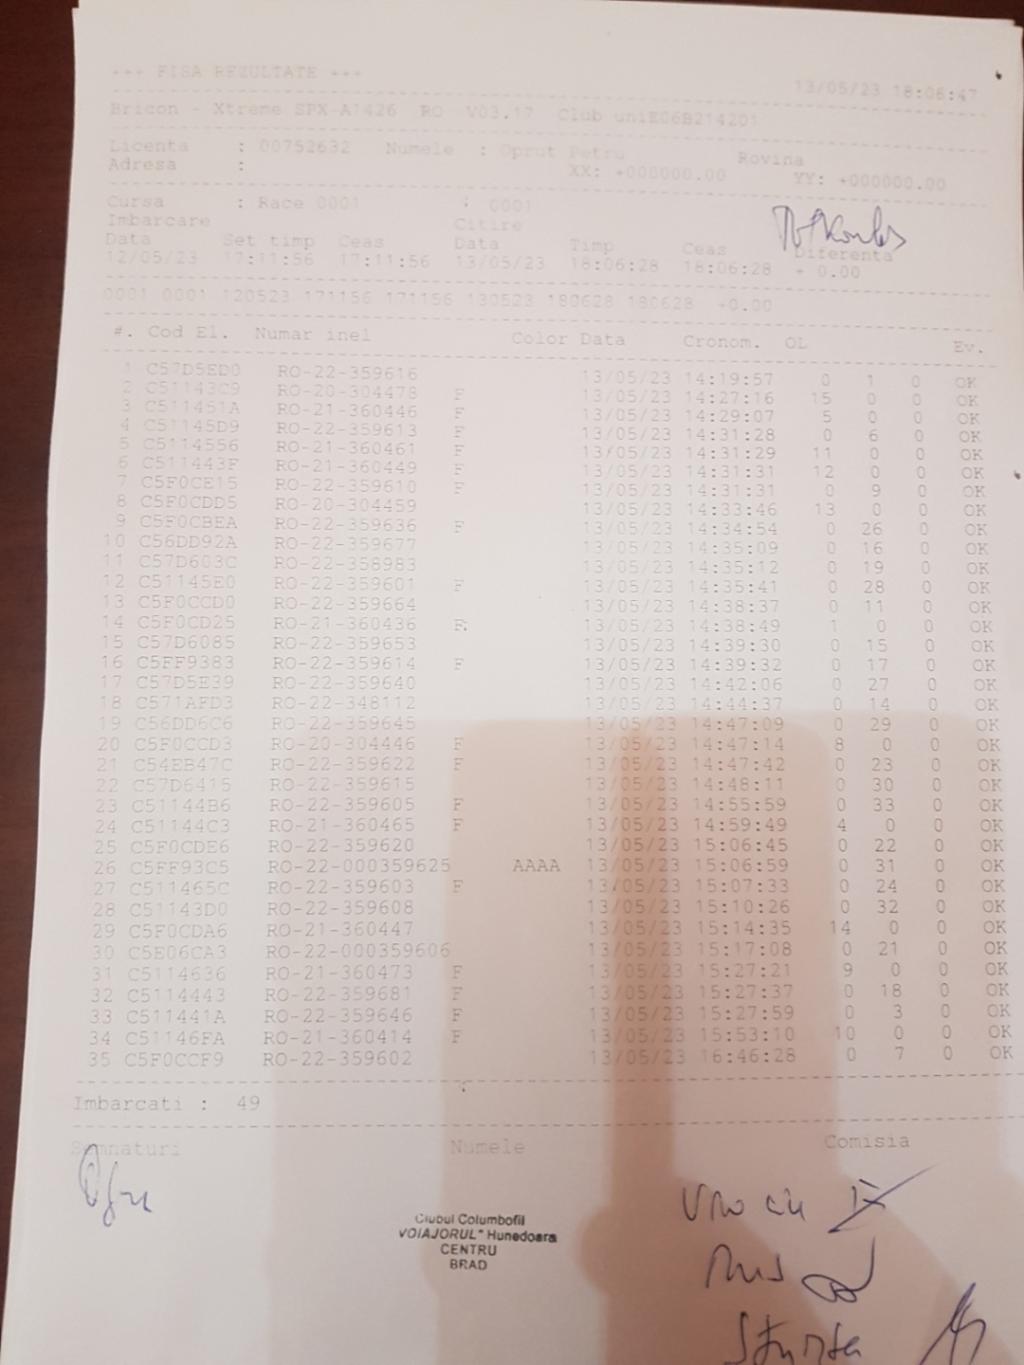 +++ FISA REZULTATE +++ 13/05/23 18:06:47
Bricon - Xtreme SPX-A1426 RO V03.17 Club uniE06B214201
Licenta : 00752632 Numele : Oprut Petru Rovina
Adresa : XX: +000000.00 YY: +000000.00
Cursa : Race 0001 : 0001
Imbarcare Citire
Data Set timp Ceas Data Timp Ceas Diferenta
12/05/23 17:11:56 17:11:56 13/05/23 18:06:28 18:06:28 + 0.00
0001 0001 120523 171156 171156 130523 180628 180628 +0.00
#. Cod El. Numar inel Color Data Cronom. OL Ev.
1 C57D5ED0 RO-22-359616 13/05/23 14:19:57 0 1 0 OK
2 C51143C9 RO-20-304478 F 13/05/23 14:27:16 15 0 0 OK
3 C511451A RO-21-360446 F 13/05/23 14:29:07 5 0 0 OK
4 C51145D9 RO-22-359613 F 13/05/23 14:31:28 0 6 0 OK
5 C5114556 RO-21-360461 F 13/05/23 14:31:29 11 0 0 OK
6 C511443F RO-21-360449 F 13/05/23 14:31:31 12 0 0 OK
7 C5F0CE15 RO-22-359610 F 13/05/23 14:31:31 0 9 0 OK
8 C5F0CDD5 RO-20-304459 13/05/23 14:33:46 13 0 0 OK
9 C5F0CBEA RO-22-359636 F 13/05/23 14:34:54 0 26 0 OK
10 C56DD92A RO-22-359677 13/05/23 14:35:09 0 16 0 OK
11 C57D603C RO-22-358983 13/05/23 14:35:12 0 19 0 OK
12 C51145E0 RO-22-359601 F 13/05/23 14:35:41 0 28 0 OK
13 C5F0CCD0 RO-22-359664 13/05/23 14:38:37 0 11 0 OK
14 C5F0CD25 RO-21-360436 F 13/05/23 14:38:49 1 0 0 OK
15 C57D6085 RO-22-359653 13/05/23 14:39:30 0 15 0 OK
16 C5FF9383 RO-22-359614 F 13/05/23 14:39:32 0 17 0 OK
17 C57D5E39 RO-22-359640 13/05/23 14:42:06 0 27 0 OK
18 C571AFD3 RO-22-348112 13/05/23 14:44:37 0 14 0 OK
19 C56DD6C6 RO-22-359645 13/05/23 14:47:09 0 29 0 OK
20 C5F0CCD3 RO-20-304446 F 13/05/23 14:47:14 8 0 0 OK
21 C54EB47C RO-22-359622 F 13/05/23 14:47:42 0 23 0 OK
22 C57D6415 RO-22-359615 13/05/23 14:48:11 0 30 0 OK
23 C51144B6 RO-22-359605 F 13/05/23 14:55:59 0 33 0 OK
24 C51144C3 RO-21-360465 F 13/05/23 14:59:49 4 0 0 OK
25 C5F0CDE6 RO-22-359620 13/05/23 15:06:45 0 22 0 OK
26 C5FF93C5 RO-22-000359625 AAAA 13/05/23 15:06:59 0 31 0 OK
27 C511465C RO-22-359603 F 13/05/23 15:07:33 0 24 0 OK
28 C51143D0 RO-22-359608 13/05/23 15:10:26 0 32 0 OK
29 C5F0CDA6 RO-21-360447 13/05/23 15:14:35 14 0 0 OK
30 C5E06CA3 RO-22-000359606 13/05/23 15:17:08 0 21 0 OK
31 C5114636 RO-21-360473 F 13/05/23 15:27:21 9 0 0 OK
32 C5114443 RO-22-359681 F 13/05/23 15:27:37 0 18 0 OK
33 C511441A RO-22-359646 F 13/05/23 15:27:59 0 3 0 OK
34 C51146FA RO-21-360414 F 13/05/23 15:53:10 10 0 0 OK
35 C5F0CCF9 RO-22-359602 13/05/23 16:46:28 0 7 0 OK
Imbarcati : 49
Semnaturi Numele Comisia
Clubul Columbofil
VOIAJORUL" Hunedoara
CENTRU
BRAD